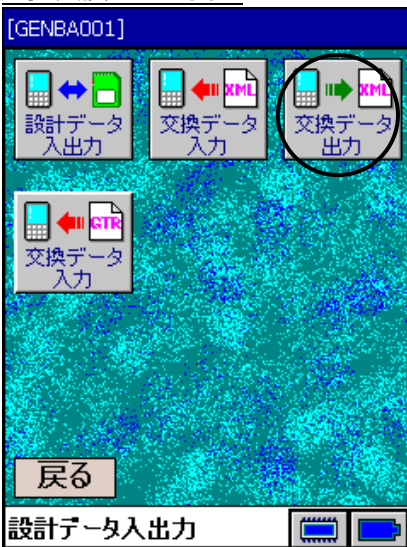 [GENBA001]
設計データ
入出力
XML
交換データ
入力
XML
交換データ
出力
GTR
交換データ
入力
戻る
設計データ入出力